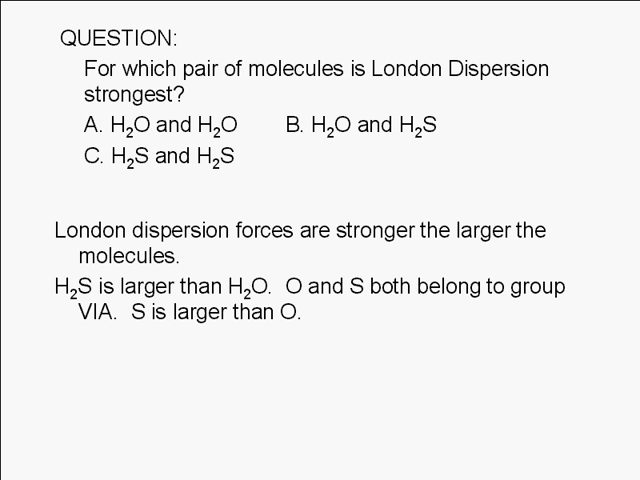 QUESTION:
For which pair of molecules is London Dispersion
strongest?
A. H₂O and H₂O B. H₂O and H₂S
C. H₂S and H₂S
London dispersion forces are stronger the larger the
molecules.
H₂S is larger than H₂O. O and S both belong to group
VIA. S is larger than O.